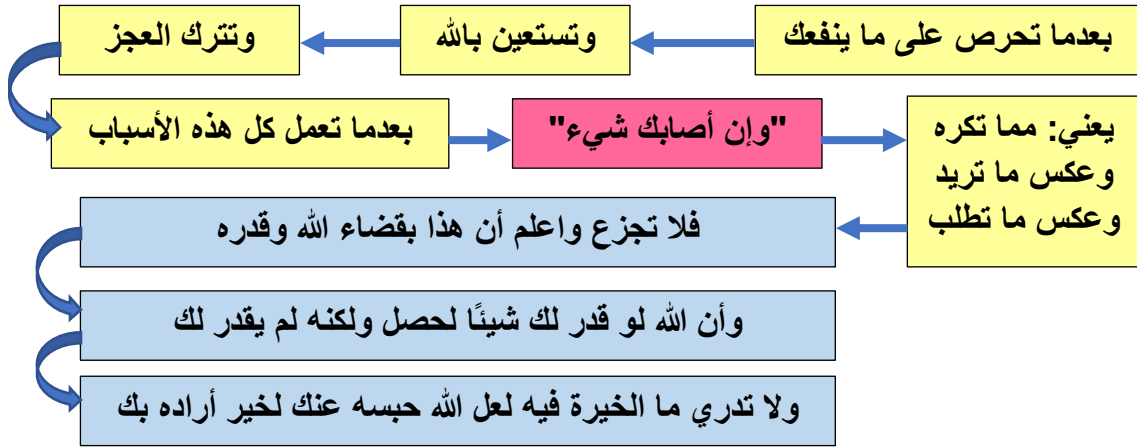 بعدما تحرص على ما ينفعك
وتستعين بالله
وتترك العجز
بعدما تعمل كل هذه الأسباب
"وإن أصابك شيء"
يعني: مما تكره
وعكس ما تريد
وعكس ما تطلب
فلا تجزع واعلم أن هذا بقضاء الله وقدره
وأن الله لو قدر لك شيئًا لحصل ولكنه لم يقدر لك
ولا تدري ما الخيرة فيه لعل الله حبسه عنك لخير أراده بك